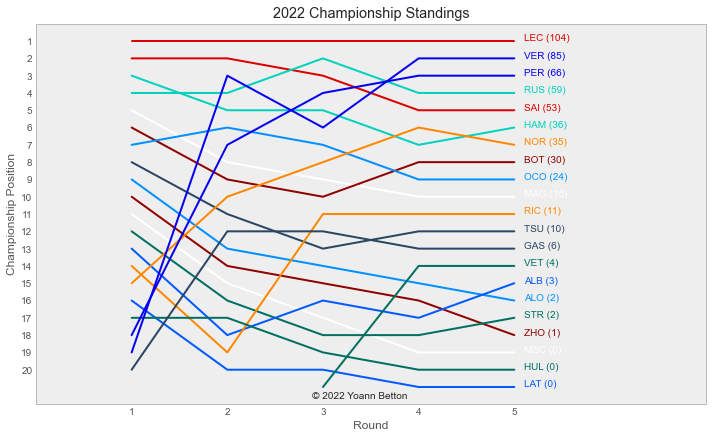 2022 Championship Standings
Championship Position
1
2
3
4
5
6
7
8
9
10
11
12
13
14
15
16
17
18
19
20
LEC (104)
VER (85)
PER (66)
RUS (59)
SAI (53)
HAM (36)
NOR (35)
BOT (30)
OCO (24)
MAG (15)
RIC (11)
TSU (10)
GAS (6)
VET (4)
ALB (3)
ALO (2)
STR (2)
ZHO (1)
MSC (0)
HUL (0)
LAT (0)
© 2022 Yoann Betton
1 2 3 4 5
Round